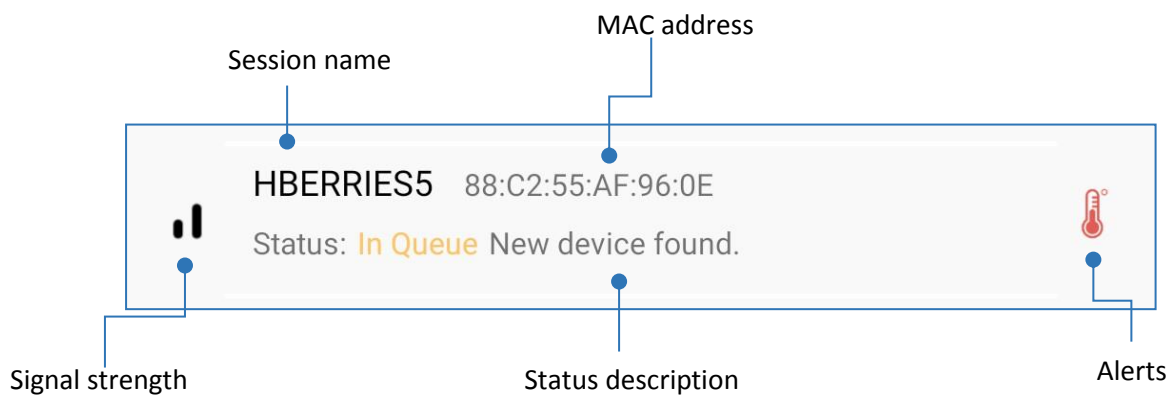 MAC address
Session name
HBERRIES5 88:C2:55:AF:96:0E
Status: In Queue New device found.
Signal strength
Status description
Alerts